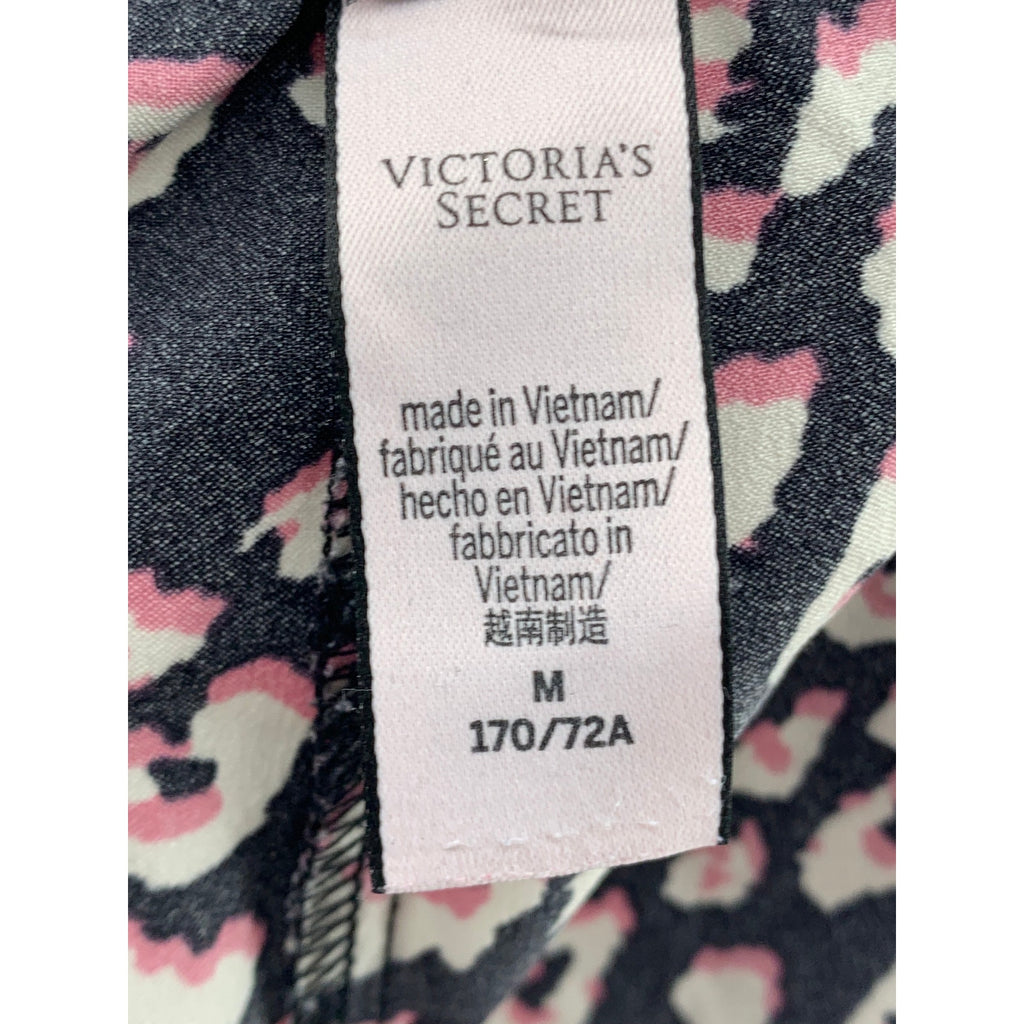 VICTORIA'S
SECRET
made in Vietnam/
fabriqué au Vietnam/
hecho en Vietnam/
fabbricato in
Vietnam/
越南制造
M
170/72A